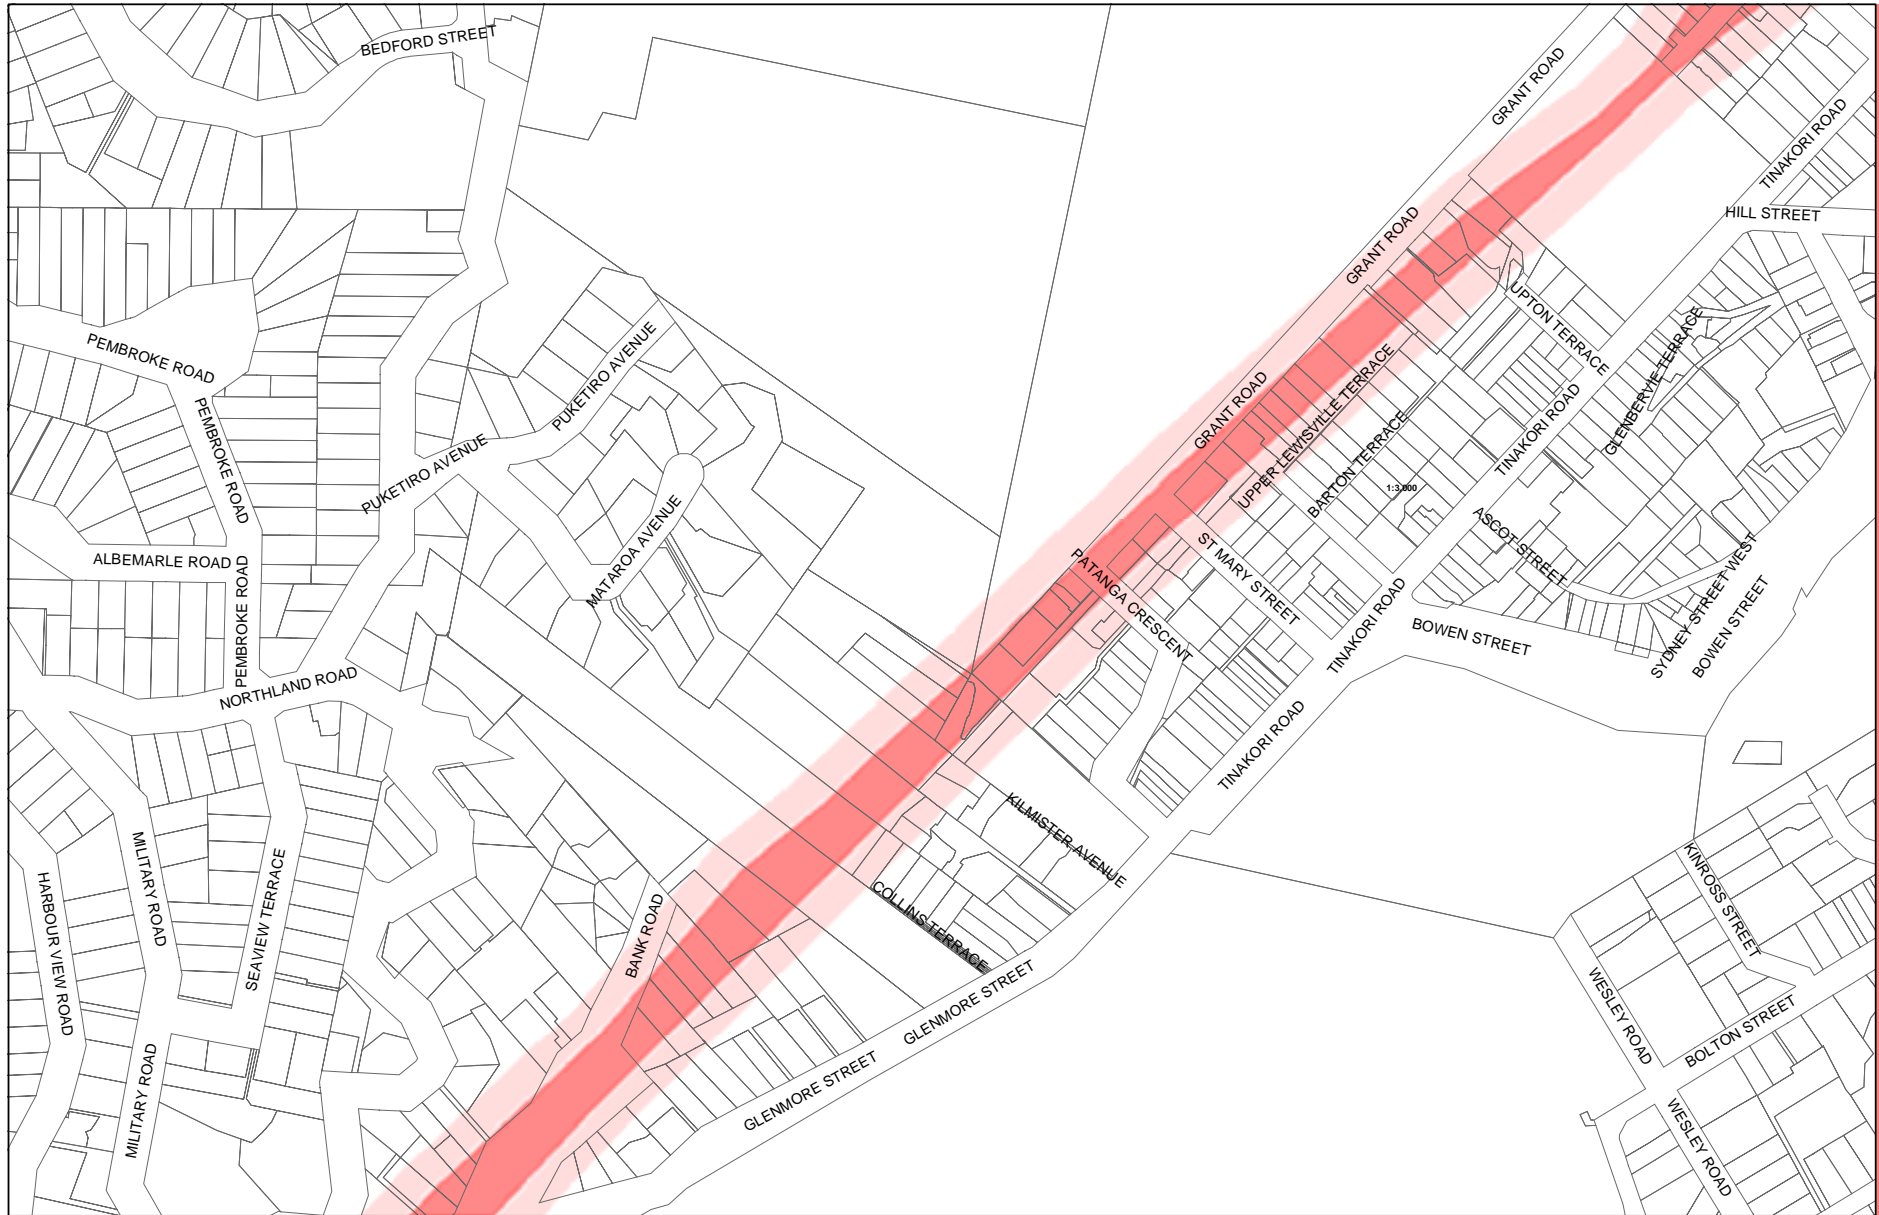 BEDFORD STREET
GRANT ROAD
TINAKORI ROAD
HILL STREET
GRANT ROAD
UPTON TERRACE
GLENBERVIE TERRACE
PEMBROKE ROAD
PUKETIRO AVENUE
GRANT ROAD
UPPER LEWISVILLE TERRACE
BARTON TERRACE
TINAKORI ROAD
PEMBROKE ROAD
PUKETIRO AVENUE
1:3,000
MATAROA AVENUE
ASCOT STREET
ST MARY STREET
SYDNEY STREET WEST
ALBEMARLE ROAD
PEMBROKE ROAD
PATANGA CRESCENT
TINAKORI ROAD
BOWEN STREET
BOWEN STREET
NORTHLAND ROAD
TINAKORI ROAD
KILMISTER AVENUE
MILITARY ROAD
SEAVIEW TERRACE
HARBOUR VIEW ROAD
BANK ROAD
COLLINS TERRACE
KINROSS STREET
GLENMORE STREET
WESLEY ROAD
BOLTON STREET
MILITARY ROAD
GLENMORE STREET
WESLEY ROAD